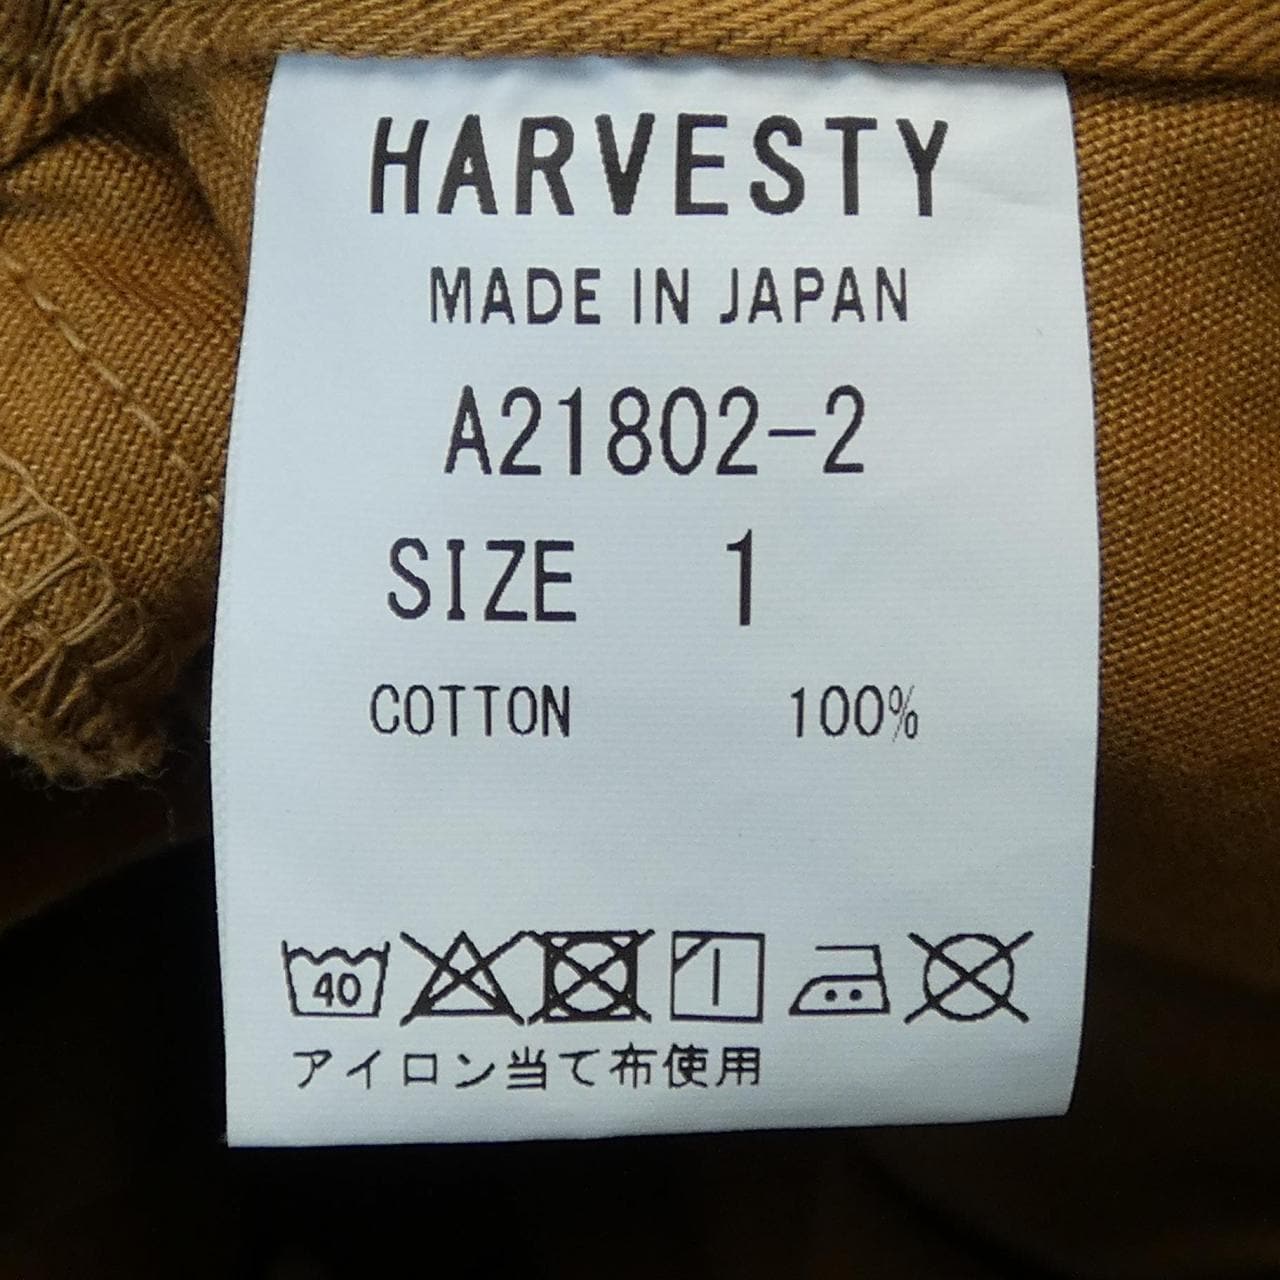 HARVESTY
MADE IN JAPAN
A21802-2
SIZE 1
COTTON 100%
40
アイロン当て布使用